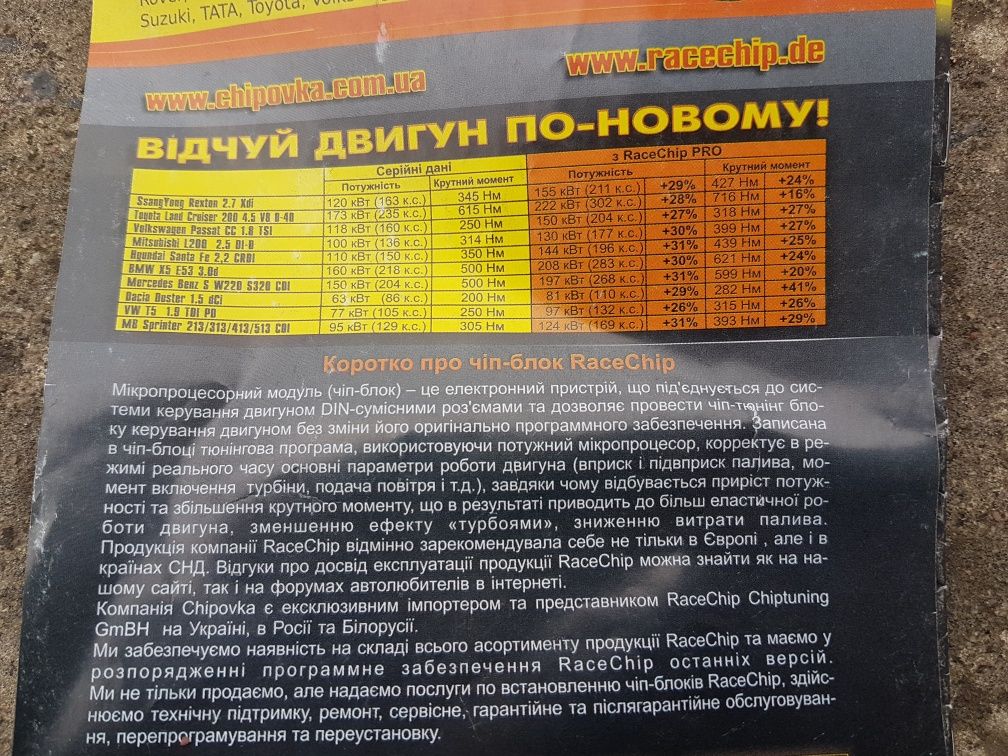 Suzuki, TATA, Toyota,
www.chipovka.com.ua
www.racechip.de
ВІДЧУЙ ДВИГУН ПО-НОВОМУ!
Серійні дані з RaceChip PRO
Потужність Крутний момент Потужність Крутний момент
SsangYong Rexton 2.7 Xdi 120 кВт (163 к.с.) 345 Нм 155 кВт (211 к.с.) +29% 427 Нм +24%
Toyota Land Cruiser 200 4.5 V8 D-4D 173 кВт (235 к.с.) 615 Нм 222 кВт (302 к.с.) +28% 716 Нм +16%
Volkswagen Passat CC 1.8 TSI 118 кВт (160 к.с.) 250 Нм 150 кВт (204 к.с.) +27% 318 Нм +27%
Mitsubishi L200 2.5 DI-D 100 кВт (136 к.с.) 314 Нм 130 кВт (177 к.с.) +30% 399 Нм +27%
Hyundai Santa Fe 2,2 CRDI 110 кВт (150 к.с.) 350 Нм 144 кВт (196 к.с.) +31% 439 Нм +25%
BMW X5 E53 3.0d 160 кВт (218 к.с.) 500 Нм 208 кВт (283 к.с.) +30% 621 Нм +24%
Mercedes Benz S W220 S320 CDI 150 кВт (204 к.с.) 500 Нм 197 кВт (268 к.с.) +31% 599 Нм +20%
Dacia Duster 1.5 dCi 63 кВт (86 к.с.) 200 Нм 81 кВт (110 к.с.) +29% 282 Нм +41%
VW T5 1.9 TDI PD 77 кВт (105 к.с.) 250 Нм 97 кВт (132 к.с.) +26% 315 Нм +26%
MB Sprinter 213/313/413/513 CDI 95 кВт (129 к.с.) 305 Нм 124 кВт (169 к.с.) +31% 393 Нм +29%
Коротко про чіп-блок RaceChip
Мікропроцесорний модуль (чіп-блок) – це електронний пристрій, що під'єднується до сис-
теми керування двигуном DIN-сумісними роз'ємами та дозволяє провести чіп-тюнінг бло-
ку керування двигуном без зміни його оригінально программного забезпечення. Записана
в чіп-блоці тюнінгова програма, використовуючи потужний мікропроцесор, корректує в ре-
жимі реального часу основні параметри роботи двигуна (вприск і підвприск палива, мо-
мент включення турбіни, подача повітря і т.д.), завдяки чому відбувається приріст потуж-
ності та збільшення крутного моменту, що в результаті приводить до більш еластичної ро-
боти двигуна, зменшенню ефекту «турбоями», зниженню витрати палива.
Продукція компанії RaceChip відмінно зарекомендувала себе не тільки в Європі , але і в
країнах СНД. Відгуки про досвід експлуатації продукції RaceChip можна знайти як на на-
шому сайті, так і на форумах автолюбителів в інтернеті.
Компанія Chipovka є ексклюзивним імпортером та представником RaceChip Chiptuning
GmBH на Україні, в Росії та Білорусії.
Ми забезпечуємо наявність на складі всього асортименту продукції RaceChip та маємо у
розпорядженні программне забезпечення RaceChip останніх версій.
Ми не тільки продаємо, але надаємо послуги по встановленню чіп-блоків RaceChip, здійс-
нюємо технічну підтримку, ремонт, сервісне, гарантійне та післягарантійне обслуговуван-
ня, перепрограмування та переустановку.